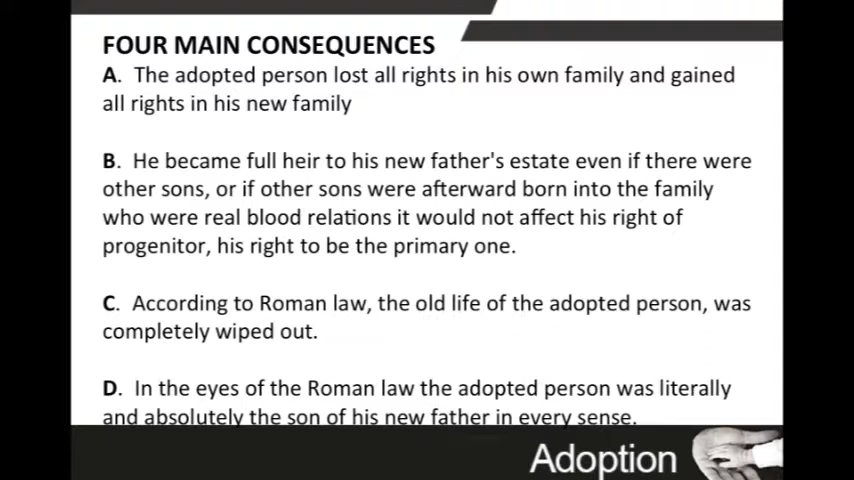 FOUR MAIN CONSEQUENCES
A. The adopted person lost all rights in his own family and gained
all rights in his new family
B. He became full heir to his new father's estate even if there were
other sons, or if other sons were afterward born into the family
who were real blood relations it would not affect his right of
progenitor, his right to be the primary one.
C. According to Roman law, the old life of the adopted person, was
completely wiped out.
D. In the eyes of the Roman law the adopted person was literally
and absolutely the son of his new father in every sense.
Adoption